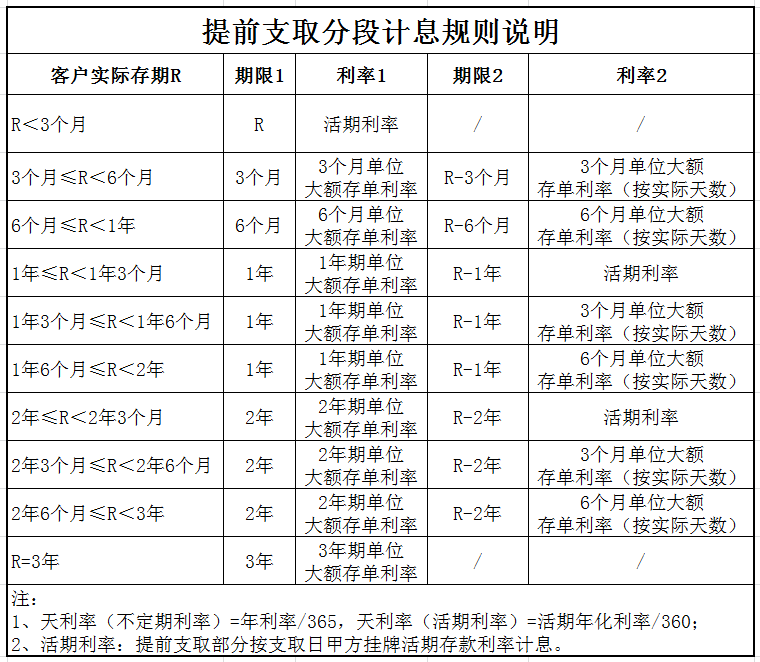 提前支取分段计息规则说明
客户实际存期R 期限1 利率1 期限2 利率2
R＜3个月 R 活期利率 / /
3个月≤R＜6个月 3个月 3个月单位 R-3个月 3个月单位大额
大额存单利率 存单利率（按实际天数）
6个月≤R＜1年 6个月 6个月单位 R-6个月 6个月单位大额
大额存单利率 存单利率（按实际天数）
1年≤R＜1年3个月 1年 1年期单位 R-1年 活期利率
大额存单利率
1年3个月≤R＜1年6个月 1年 1年期单位 R-1年 3个月单位大额
大额存单利率 存单利率（按实际天数）
1年6个月≤R＜2年 1年 1年期单位 R-1年 6个月单位大额
大额存单利率 存单利率（按实际天数）
2年≤R＜2年3个月 2年 2年期单位 R-2年 活期利率
大额存单利率
2年3个月≤R＜2年6个月 2年 2年期单位 R-2年 3个月单位大额
大额存单利率 存单利率（按实际天数）
2年6个月≤R＜3年 2年 2年期单位 R-2年 6个月单位大额
大额存单利率 存单利率（按实际天数）
R=3年 3年 3年期单位 / /
大额存单利率
注：
1、天利率（不定期利率）=年利率/365，天利率（活期利率）=活期年化利率/360；
2、活期利率：提前支取部分按支取日甲方挂牌活期存款利率计息。